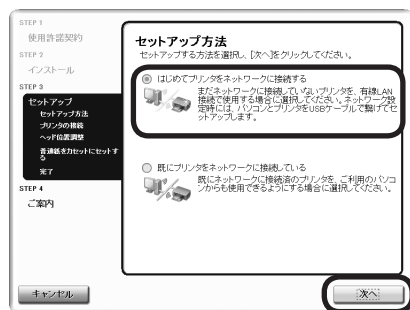 STEP 1
使用許諾契約
STEP 2
インストール
STEP 3
セットアップ
セットアップ方法
プリンタの接続
ヘッド位置調整
普通紙をカセットにセットす
る
完了
STEP 4
ご案内
セットアップ方法
セットアップする方法を選択し、[次へ]をクリックしてください。
はじめてプリンタをネットワークに接続する
まだネットワークに接続していないプリンタを、有線LAN
接続で使用する場合に選択してください。ネットワーク設
定時には、パソコンとプリンタをUSBケーブルで繋げてセ
ットアップします。
既にプリンタをネットワークに接続している
既にネットワークに接続済のプリンタを、ご利用のパソコ
ンからも使用できるようにする場合に選択してください。
キャンセル
次へ